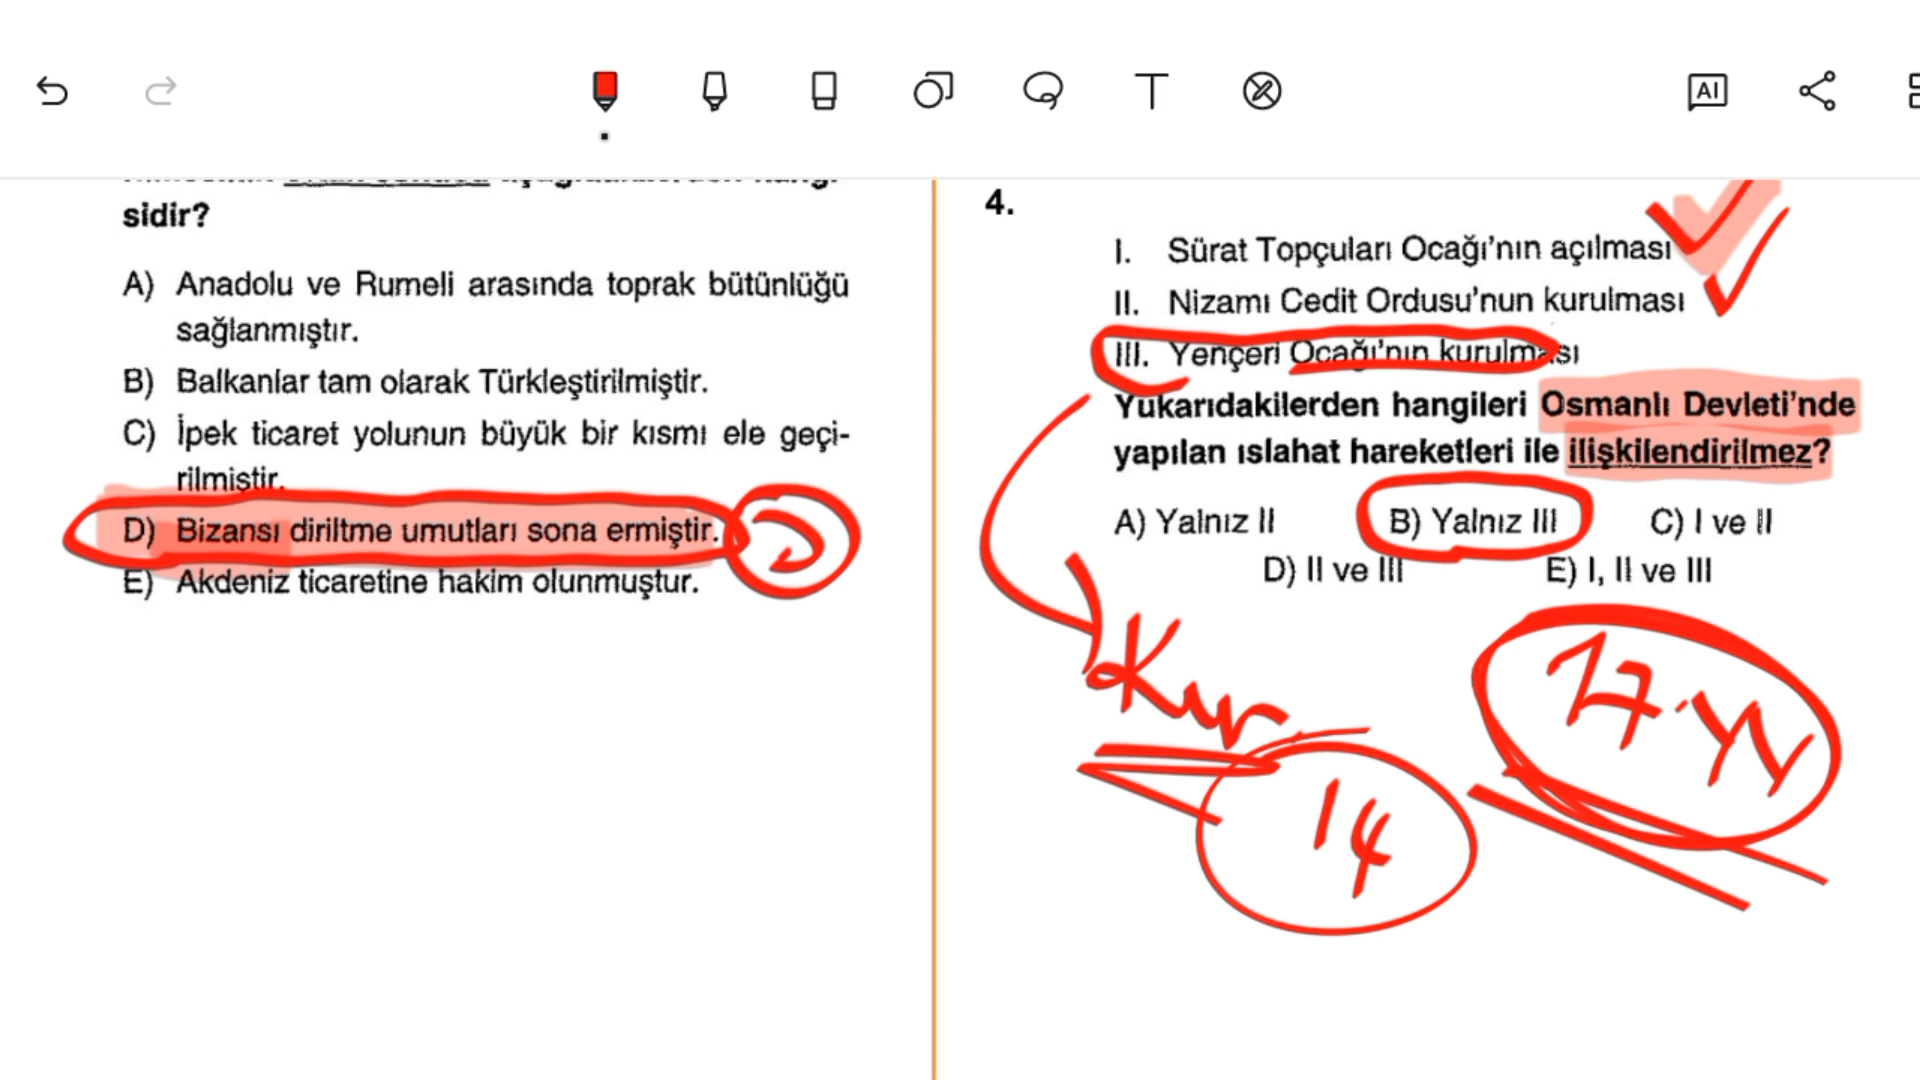 AI
sidir?
A) Anadolu ve Rumeli arasında toprak bütünlüğü
sağlanmıştır.
B) Balkanlar tam olarak Türkleştirilmiştir.
C) İpek ticaret yolunun büyük bir kısmı ele geçi-
rilmiştir.
D) Bizansı diriltme umutları sona ermiştir.
E) Akdeniz ticaretine hakim olunmuştur.
4.
I. Sürat Topçuları Ocağı'nın açılması
II. Nizamı Cedit Ordusu'nun kurulması
III. Yençeri Ocağı'nın kurulması
Yukarıdakilerden hangileri Osmanlı Devleti'nde
yapılan ıslahat hareketleri ile ilişkilendirilmez?
A) Yalnız II B) Yalnız III C) I ve II
D) II ve III E) I, II ve III
Kur
14
17.YY